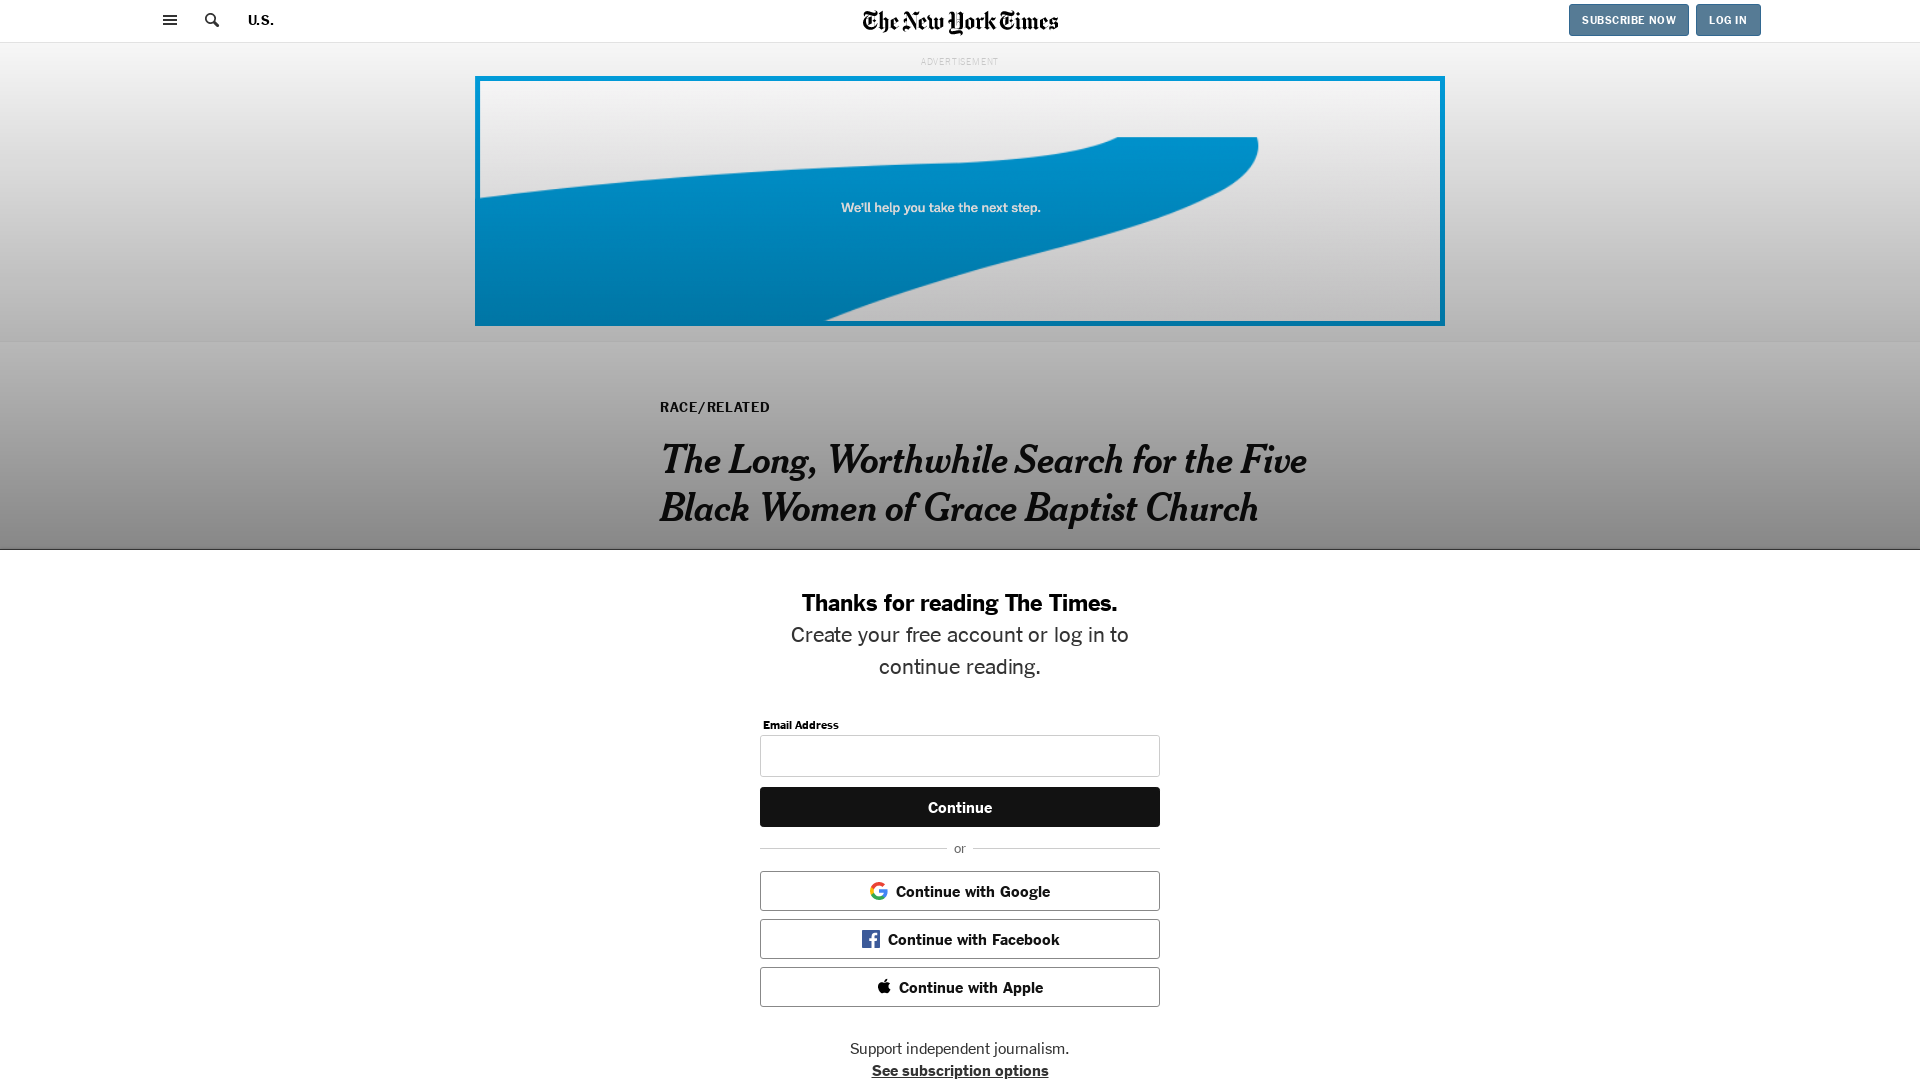 U.S.
The New York Times
SUBSCRIBE NOW
LOG IN
ADVERTISEMENT
We'll help you take the next step.
RACE/RELATED
The Long, Worthwhile Search for the Five
Black Women of Grace Baptist Church
Thanks for reading The Times.
Create your free account or log in to
continue reading.
Email Address
Continue
or
Continue with Google
Continue with Facebook
Continue with Apple
Support independent journalism.
See subscription options